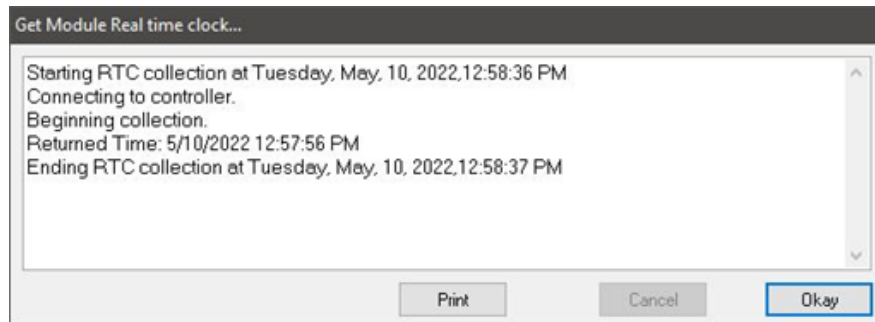 Get Module Real time clock...
Starting RTC collection at Tuesday, May, 10, 2022,12:58:36 PM
Connecting to controller.
Beginning collection.
Returned Time: 5/10/2022 12:57:56 PM
Ending RTC collection at Tuesday, May, 10, 2022,12:58:37 PM
Print Cancel Okay